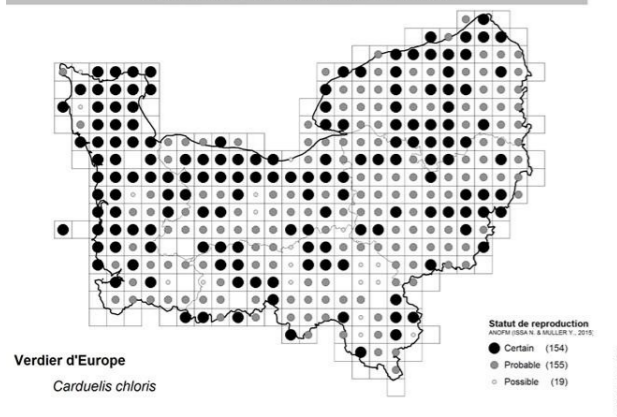 Statut de reproduction
ANOFM (ISSA N. & MULLER Y., 2015)
Certain (154)
Probable (155)
Possible (19)
Verdier d'Europe
Carduelis chloris